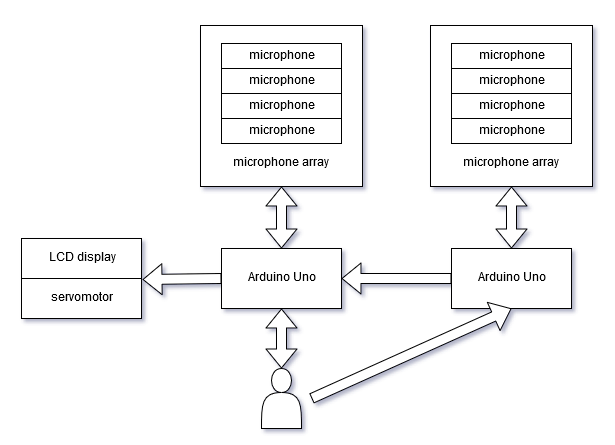 microphone
microphone
microphone
microphone
microphone array
microphone
microphone
microphone
microphone
microphone array
LCD display
servomotor
Arduino Uno
Arduino Uno